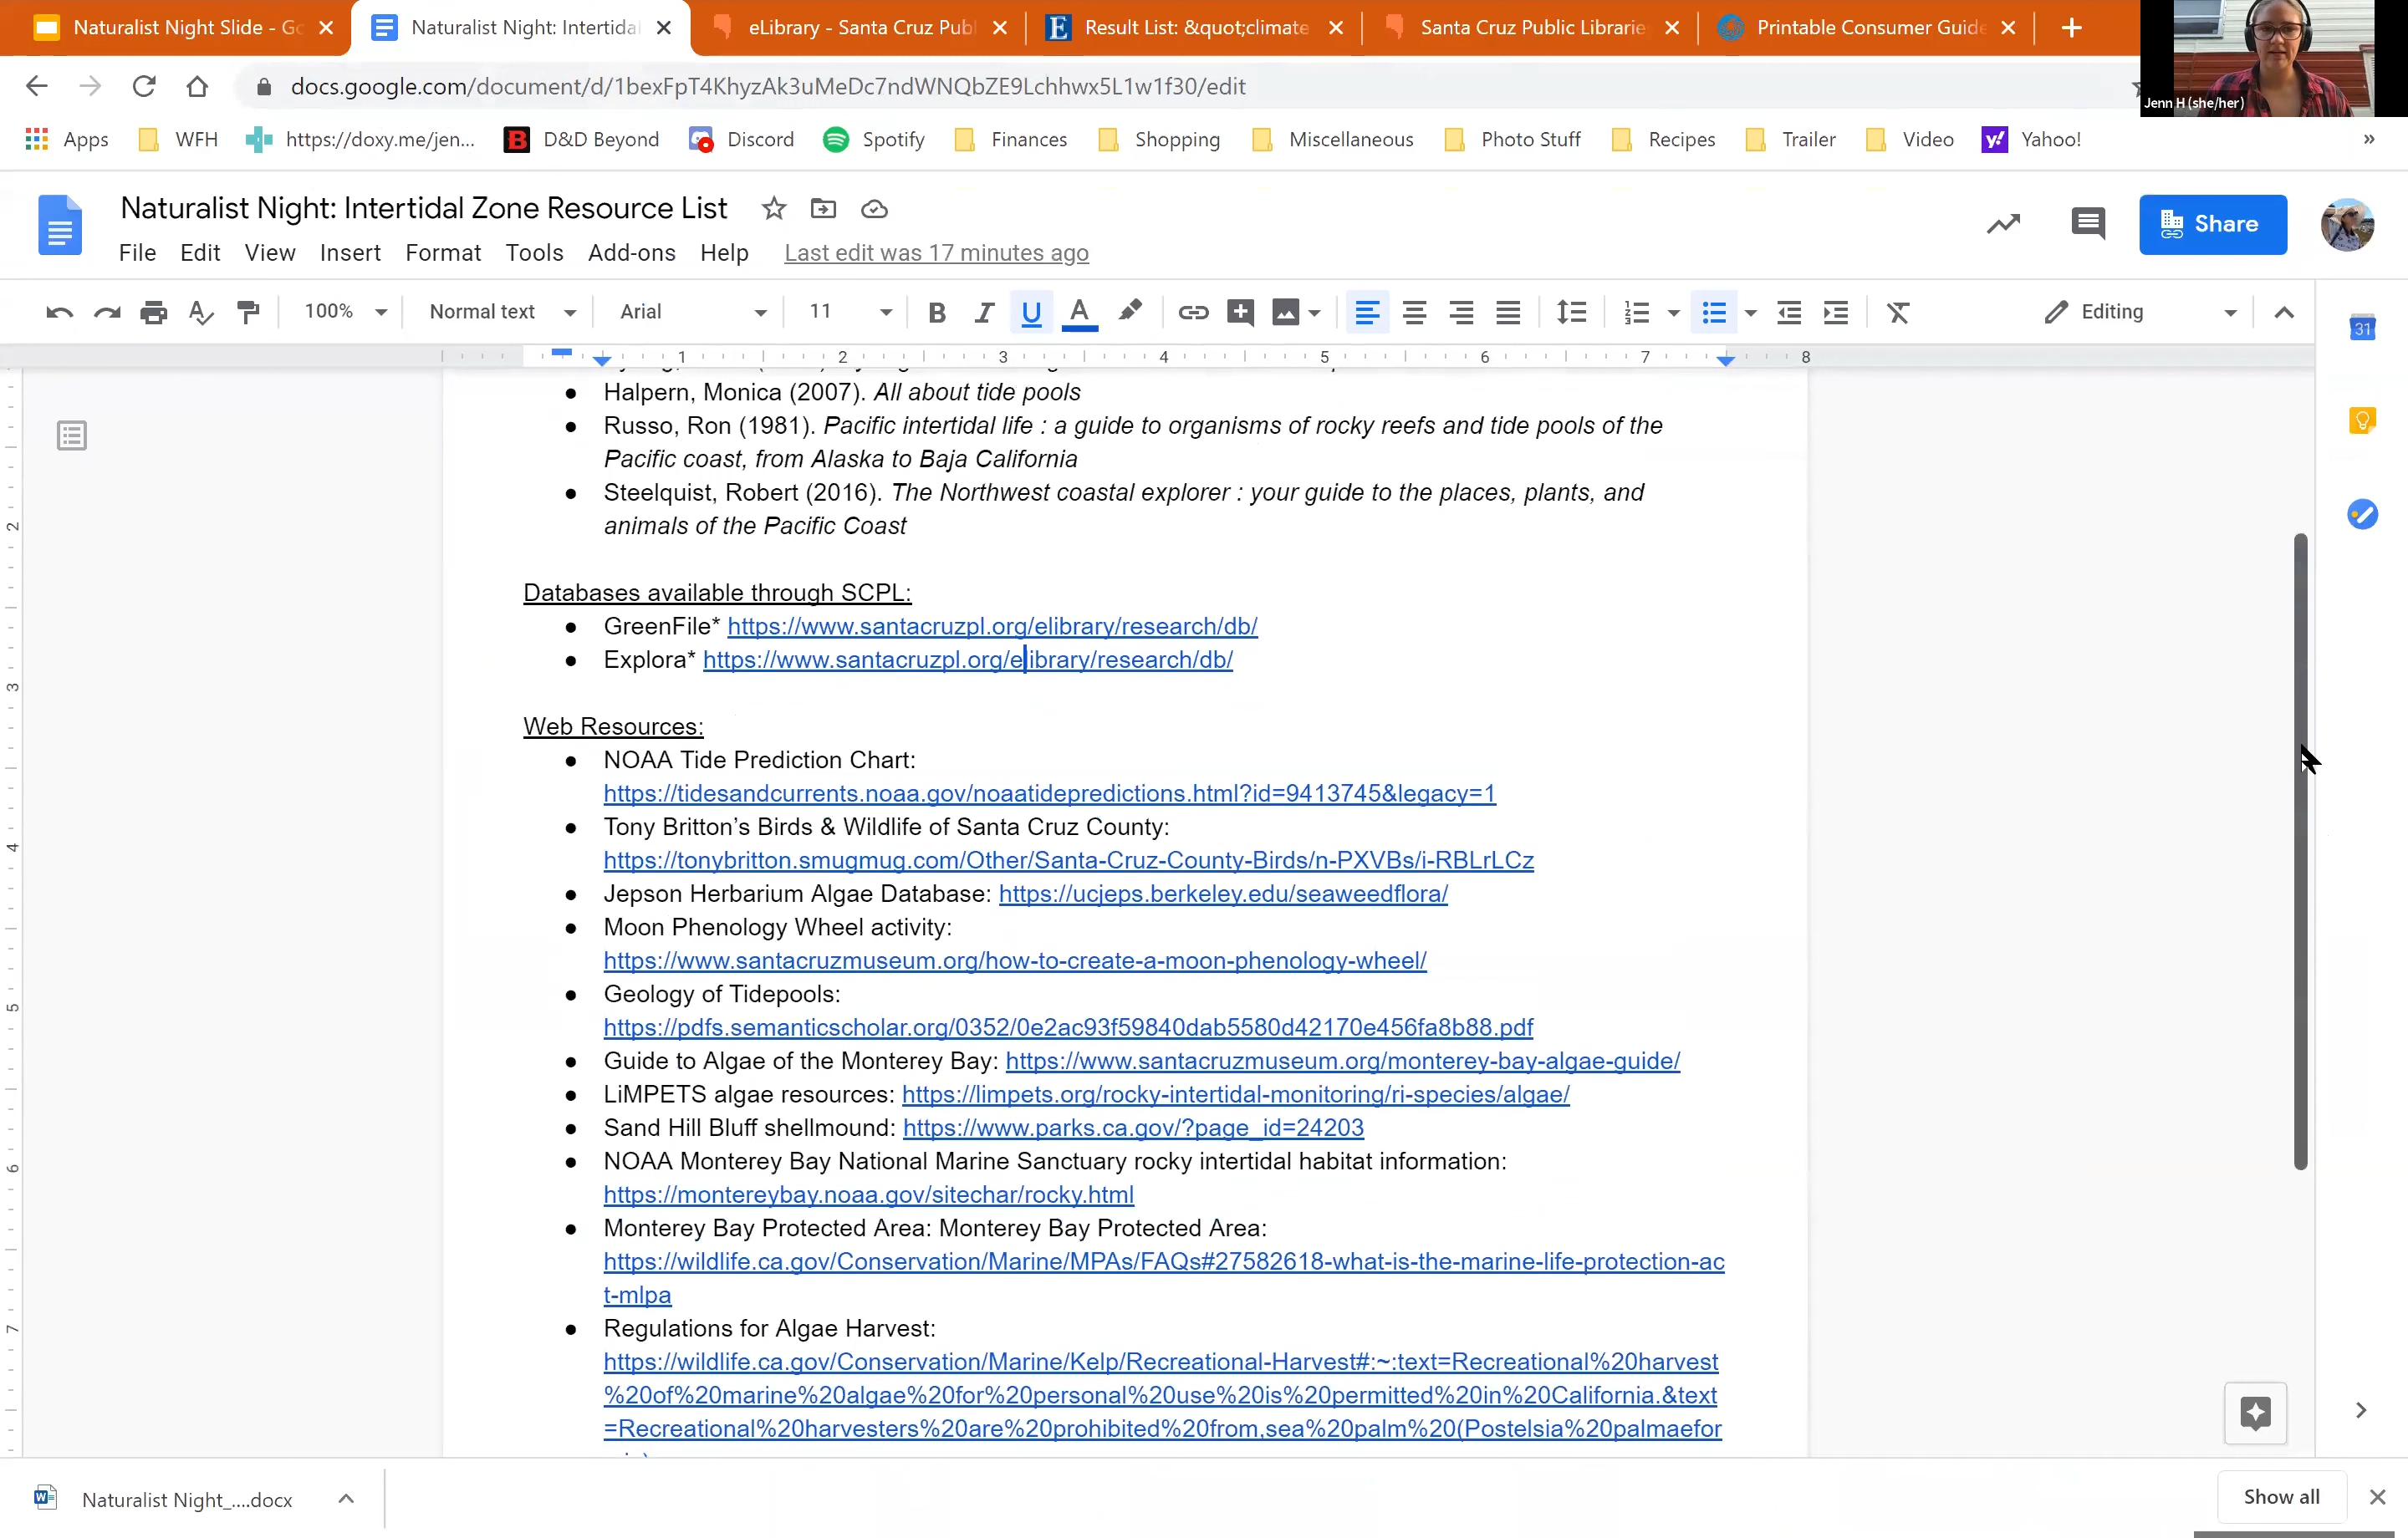 Naturalist Night Slide - Go
Naturalist Night: Intertidal
eLibrary - Santa Cruz Publ
Result List: &quot;climate
Santa Cruz Public Librarie
Printable Consumer Guide
docs.google.com/document/d/1bexFpT4KhyzAk3uMeDc7ndWNQbZE9Lchhwx5L1w1f30/edit
Jenn H (she/her)
Apps WFH https://doxy.me/jen... D&D Beyond Discord Spotify Finances Shopping Miscellaneous Photo Stuff Recipes Trailer Video Yahoo! »
Naturalist Night: Intertidal Zone Resource List
Share
File Edit View Insert Format Tools Add-ons Help Last edit was 17 minutes ago
100% Normal text Arial 11 B I U A Editing
1 2 3 4 5 6 7 8
31
● Halpern, Monica (2007). All about tide pools
● Russo, Ron (1981). Pacific intertidal life : a guide to organisms of rocky reefs and tide pools of the
Pacific coast, from Alaska to Baja California
● Steelquist, Robert (2016). The Northwest coastal explorer : your guide to the places, plants, and
animals of the Pacific Coast
Databases available through SCPL:
● GreenFile* https://www.santacruzpl.org/elibrary/research/db/
● Explora* https://www.santacruzpl.org/elibrary/research/db/
Web Resources:
● NOAA Tide Prediction Chart:
https://tidesandcurrents.noaa.gov/noaatidepredictions.html?id=9413745&legacy=1
● Tony Britton’s Birds & Wildlife of Santa Cruz County:
https://tonybritton.smugmug.com/Other/Santa-Cruz-County-Birds/n-PXVBs/i-RBLrLCz
● Jepson Herbarium Algae Database: https://ucjeps.berkeley.edu/seaweedflora/
● Moon Phenology Wheel activity:
https://www.santacruzmuseum.org/how-to-create-a-moon-phenology-wheel/
● Geology of Tidepools:
https://pdfs.semanticscholar.org/0352/0e2ac93f59840dab5580d42170e456fa8b88.pdf
● Guide to Algae of the Monterey Bay: https://www.santacruzmuseum.org/monterey-bay-algae-guide/
● LiMPETS algae resources: https://limpets.org/rocky-intertidal-monitoring/ri-species/algae/
● Sand Hill Bluff shellmound: https://www.parks.ca.gov/?page_id=24203
● NOAA Monterey Bay National Marine Sanctuary rocky intertidal habitat information:
https://montereybay.noaa.gov/sitechar/rocky.html
● Monterey Bay Protected Area: Monterey Bay Protected Area:
https://wildlife.ca.gov/Conservation/Marine/MPAs/FAQs#27582618-what-is-the-marine-life-protection-ac
t-mlpa
● Regulations for Algae Harvest:
https://wildlife.ca.gov/Conservation/Marine/Kelp/Recreational-Harvest#:~:text=Recreational%20harvest
%20of%20marine%20algae%20for%20personal%20use%20is%20permitted%20in%20California.&text
=Recreational%20harvesters%20are%20prohibited%20from,sea%20palm%20(Postelsia%20palmaefor
2
3
4
5
6
7
Naturalist Night_....docx
Show all